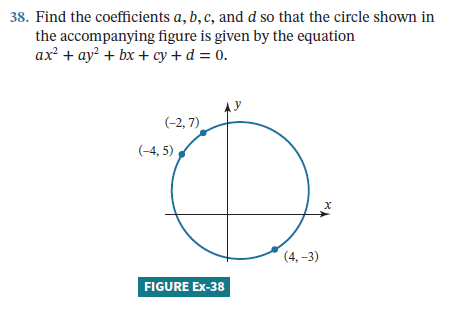 38. Find the coefficients a, b, c, and d so that the circle shown in
the accompanying figure is given by the equation
ax² + ay² + bx + cy + d = 0.
y
(−2, 7)
(−4, 5)
x
(4, −3)
FIGURE Ex-38